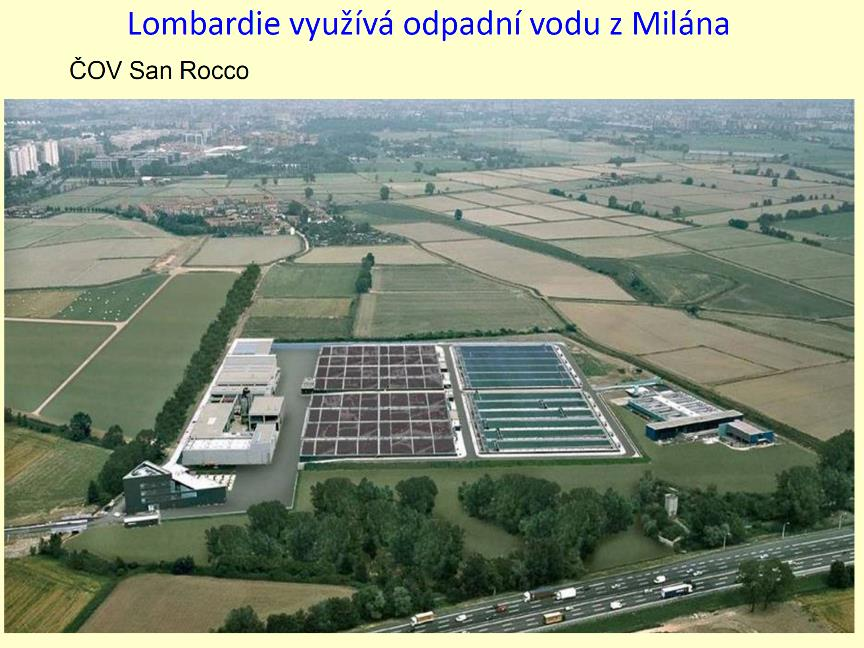 Lombardie využívá odpadní vodu z Milána
ČOV San Rocco